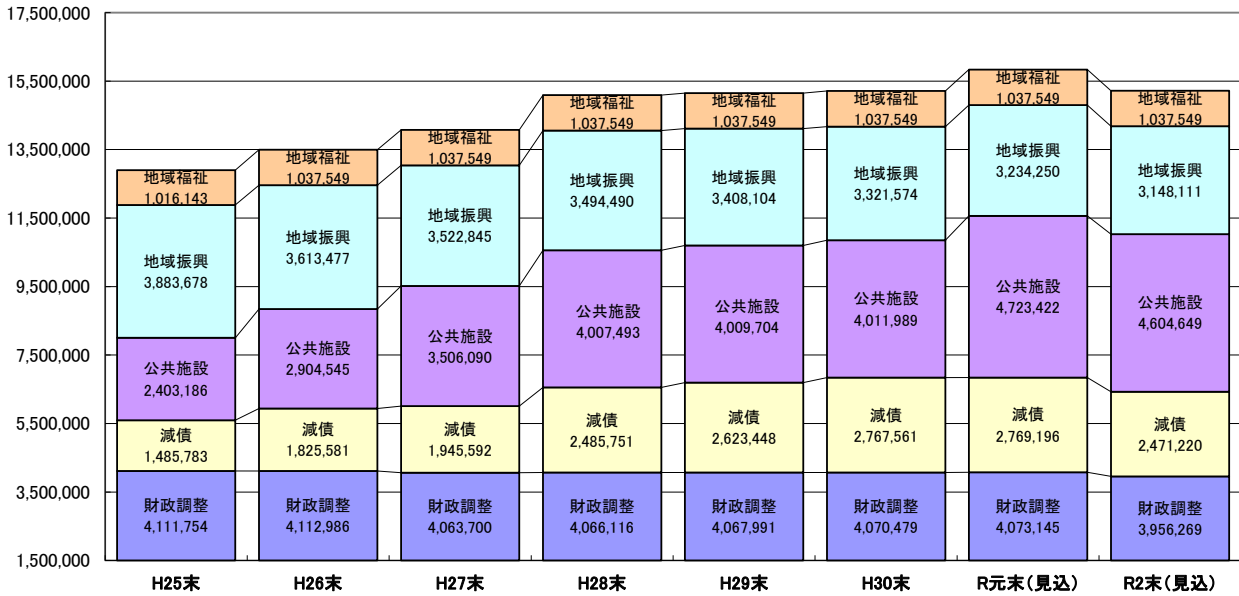 17,500,000
15,500,000
13,500,000
11,500,000
9,500,000
7,500,000
5,500,000
3,500,000
1,500,000
地域福祉
1,016,143
地域振興
3,883,678
公共施設
2,403,186
減債
1,485,783
財政調整
4,111,754
H25末
地域福祉
1,037,549
地域振興
3,613,477
公共施設
2,904,545
減債
1,825,581
財政調整
4,112,986
H26末
地域福祉
1,037,549
地域振興
3,522,845
公共施設
3,506,090
減債
1,945,592
財政調整
4,063,700
H27末
地域福祉
1,037,549
地域振興
3,494,490
公共施設
4,007,493
減債
2,485,751
財政調整
4,066,116
H28末
地域福祉
1,037,549
地域振興
3,408,104
公共施設
4,009,704
減債
2,623,448
財政調整
4,067,991
H29末
地域福祉
1,037,549
地域振興
3,321,574
公共施設
4,011,989
減債
2,767,561
財政調整
4,070,479
H30末
地域福祉
1,037,549
地域振興
3,234,250
公共施設
4,723,422
減債
2,769,196
財政調整
4,073,145
R元末(見込)
地域福祉
1,037,549
地域振興
3,148,111
公共施設
4,604,649
減債
2,471,220
財政調整
3,956,269
R2末(見込)